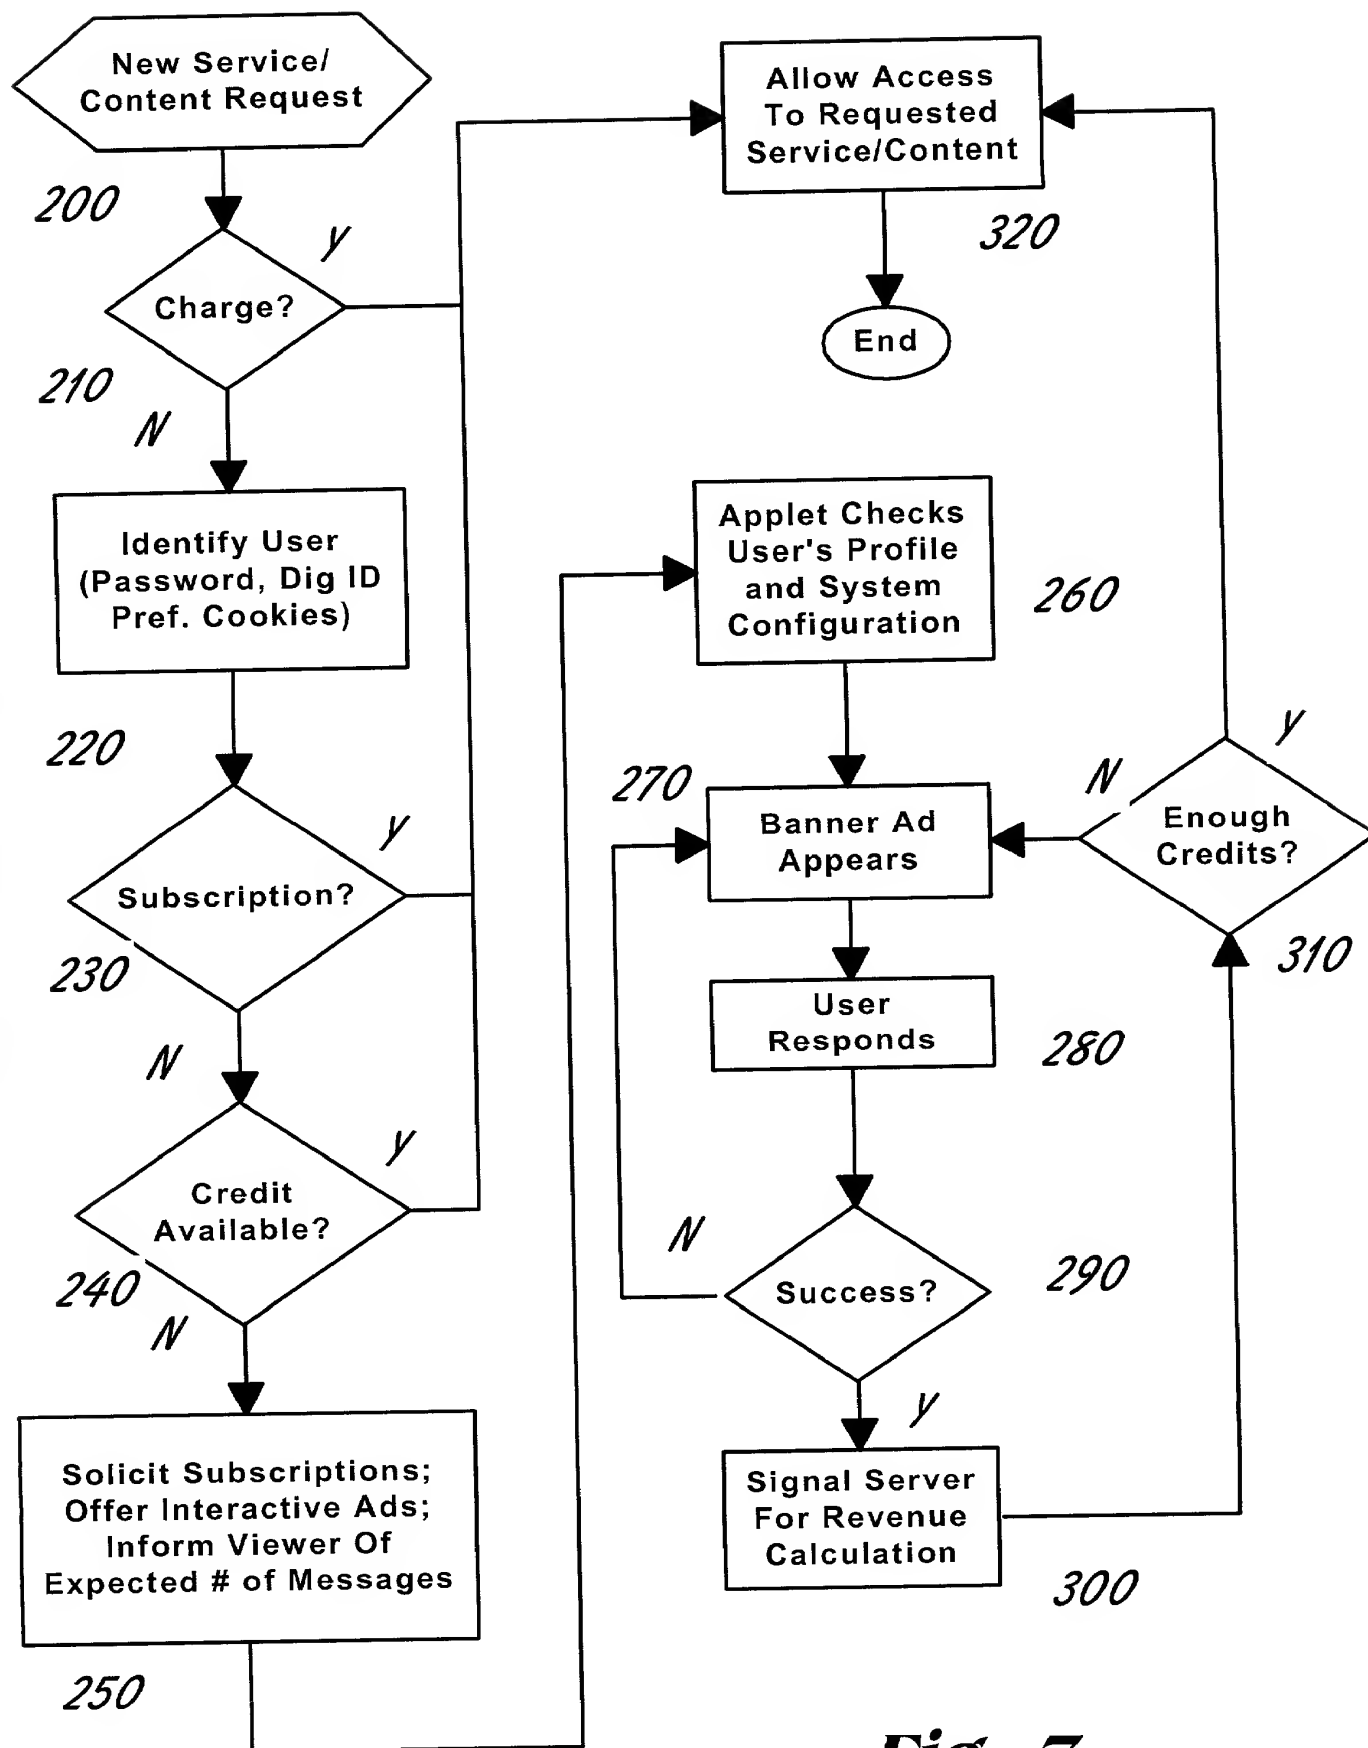 New Service/
Content Request
200
Charge?
Y
210
N
Identify User
(Password, Dig ID
Pref. Cookies)
220
Subscription?
Y
230
N
Credit
Available?
Y
240
N
Solicit Subscriptions;
Offer Interactive Ads;
Inform Viewer Of
Expected # of Messages
250
Allow Access
To Requested
Service/Content
320
End
Applet Checks
User's Profile
and System
Configuration
260
270
Banner Ad
Appears
N
Y
Enough
Credits?
310
User
Responds
280
N
Success?
290
Y
Signal Server
For Revenue
Calculation
300
Fig.